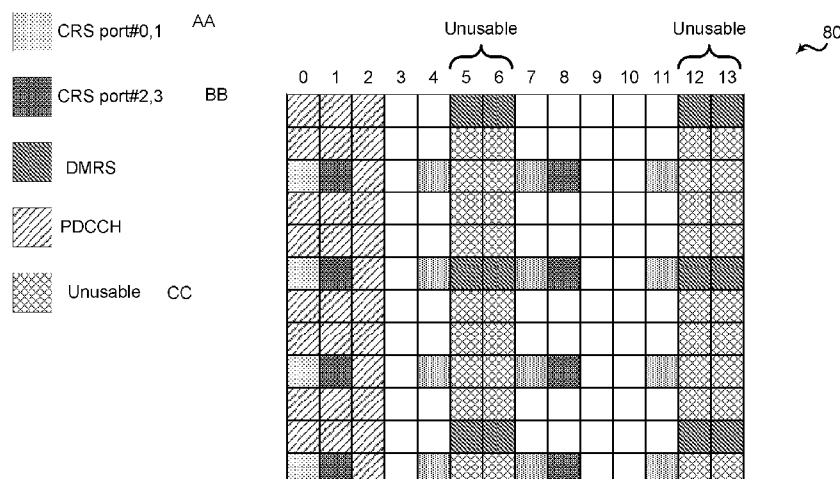 CRS port#0,1 AA
CRS port#2,3 BB
DMRS
PDCCH
Unusable CC
Unusable Unusable
80
0 1 2 3 4 5 6 7 8 9 10 11 12 13